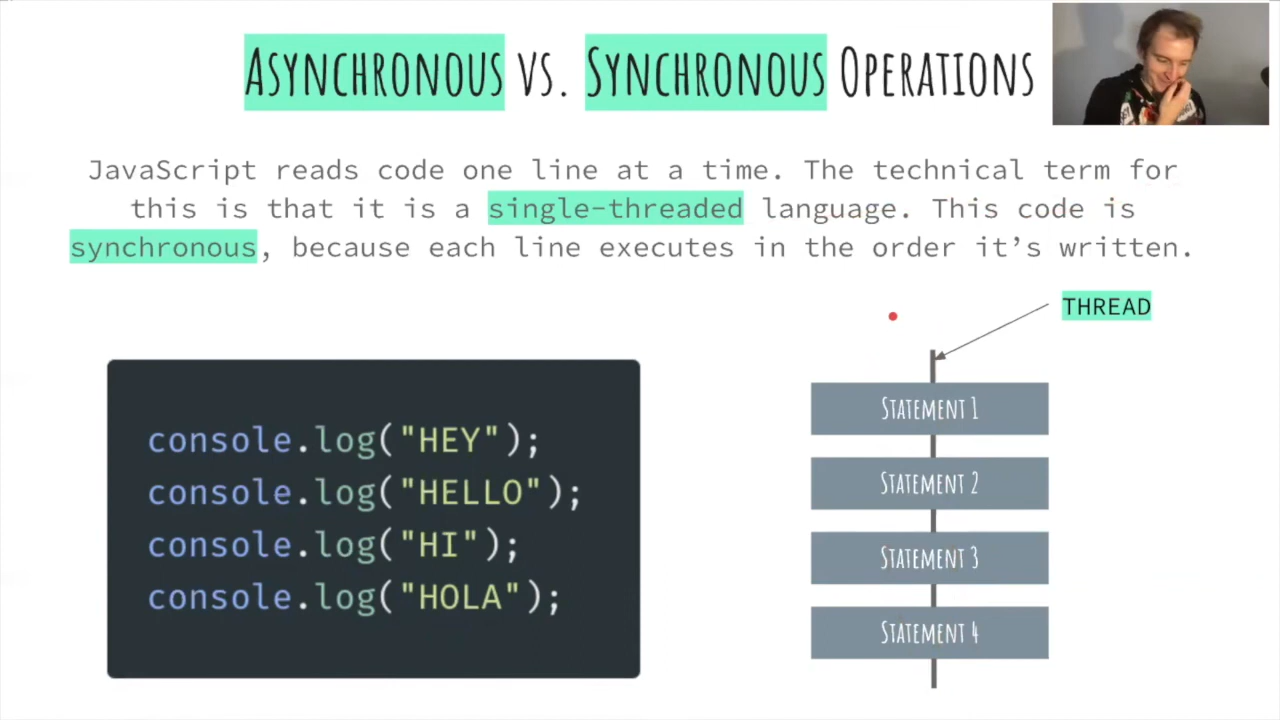 ASYNCHRONOUS VS. SYNCHRONOUS OPERATIONS
JavaScript reads code one line at a time. The technical term for
this is that it is a single-threaded language. This code is
synchronous, because each line executes in the order it’s written.
THREAD
console.log("HEY");
console.log("HELLO");
console.log("HI");
console.log("HOLA");
STATEMENT 1
STATEMENT 2
STATEMENT 3
STATEMENT 4